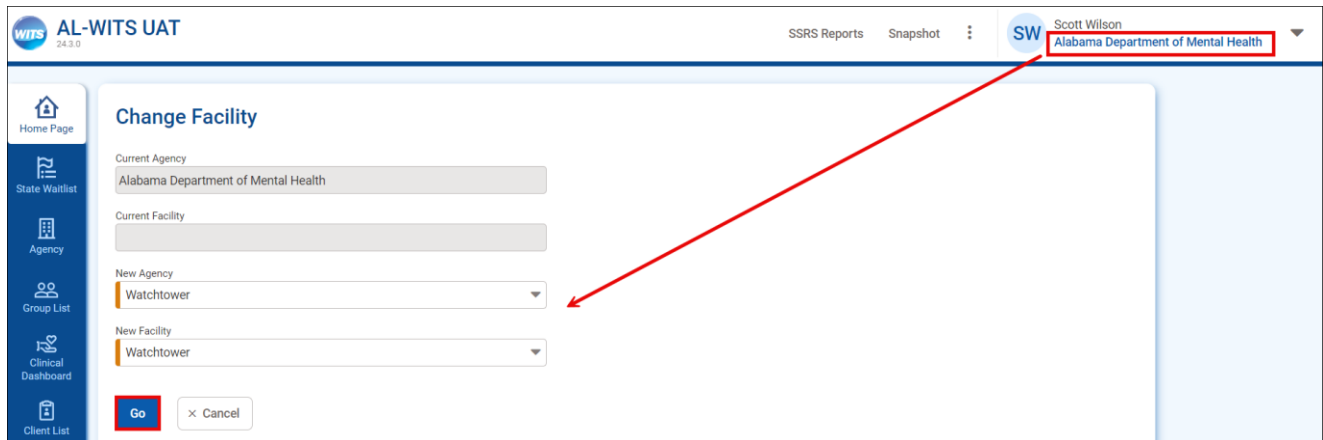 WITS
AL-WITS UAT
24.3.0
SSRS Reports
Snapshot
SW
Scott Wilson
Alabama Department of Mental Health
Home Page
State Waitlist
Agency
Group List
Clinical
Dashboard
Client List
Change Facility
Current Agency
Alabama Department of Mental Health
Current Facility
New Agency
Watchtower
New Facility
Watchtower
Go
× Cancel